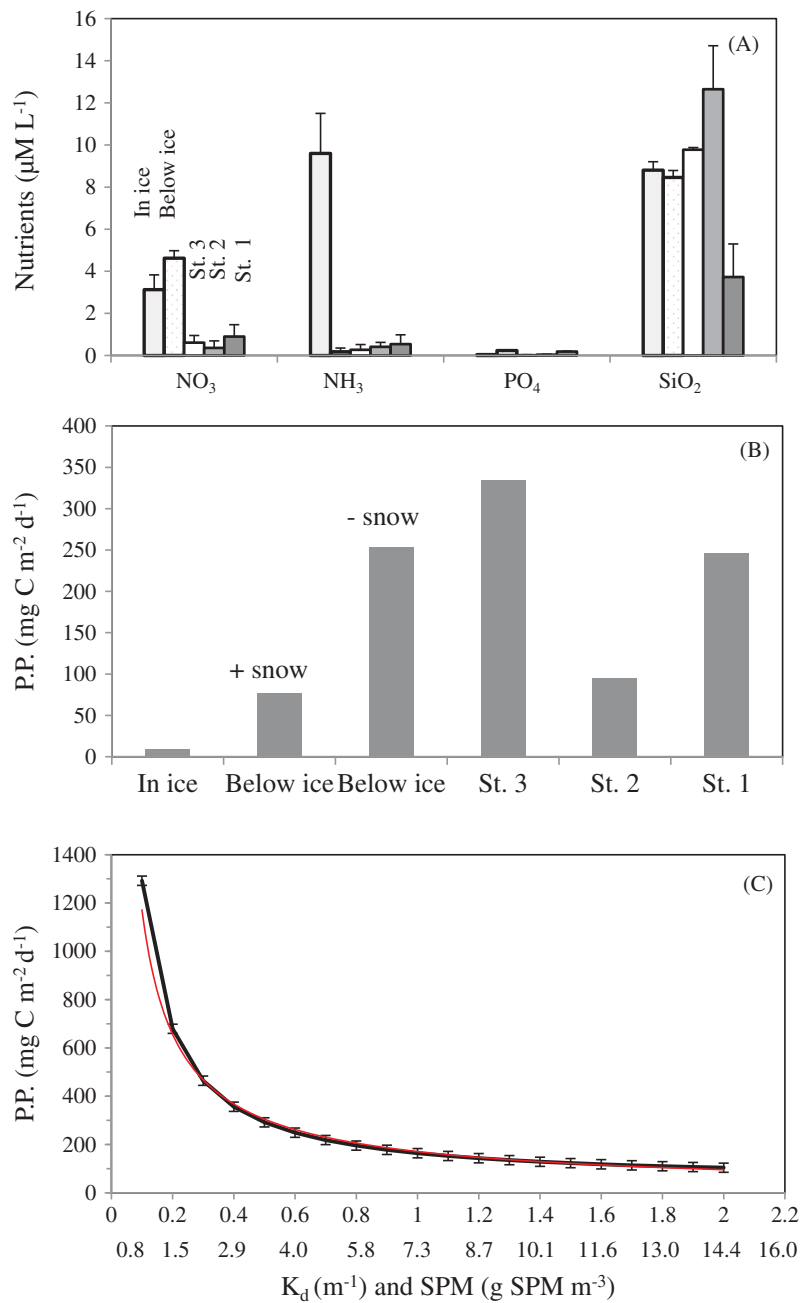 (A)
Nutrients (µM L⁻¹)
16
14
12
10
8
6
4
2
0
In ice
Below ice
St. 3
St. 2
St. 1
NO₃ NH₃ PO₄ SiO₂
(B)
P.P. (mg C m⁻² d⁻¹)
400
350
300
250
200
150
100
50
0
- snow
+ snow
In ice Below ice Below ice St. 3 St. 2 St. 1
(C)
P.P. (mg C m⁻² d⁻¹)
1400
1200
1000
800
600
400
200
0
0 0.2 0.4 0.6 0.8 1 1.2 1.4 1.6 1.8 2 2.2
0.8 1.5 2.9 4.0 5.8 7.3 8.7 10.1 11.6 13.0 14.4 16.0
K_d (m⁻¹) and SPM (g SPM m⁻³)